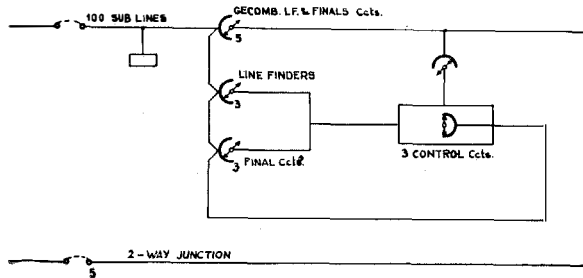 100 SUB LINES
GECOMB. L.F. & FINALS Ccts.
5
LINE FINDERS
3
FINAL Ccts.
3
3 CONTROL Ccts.
2-WAY JUNCTION
5